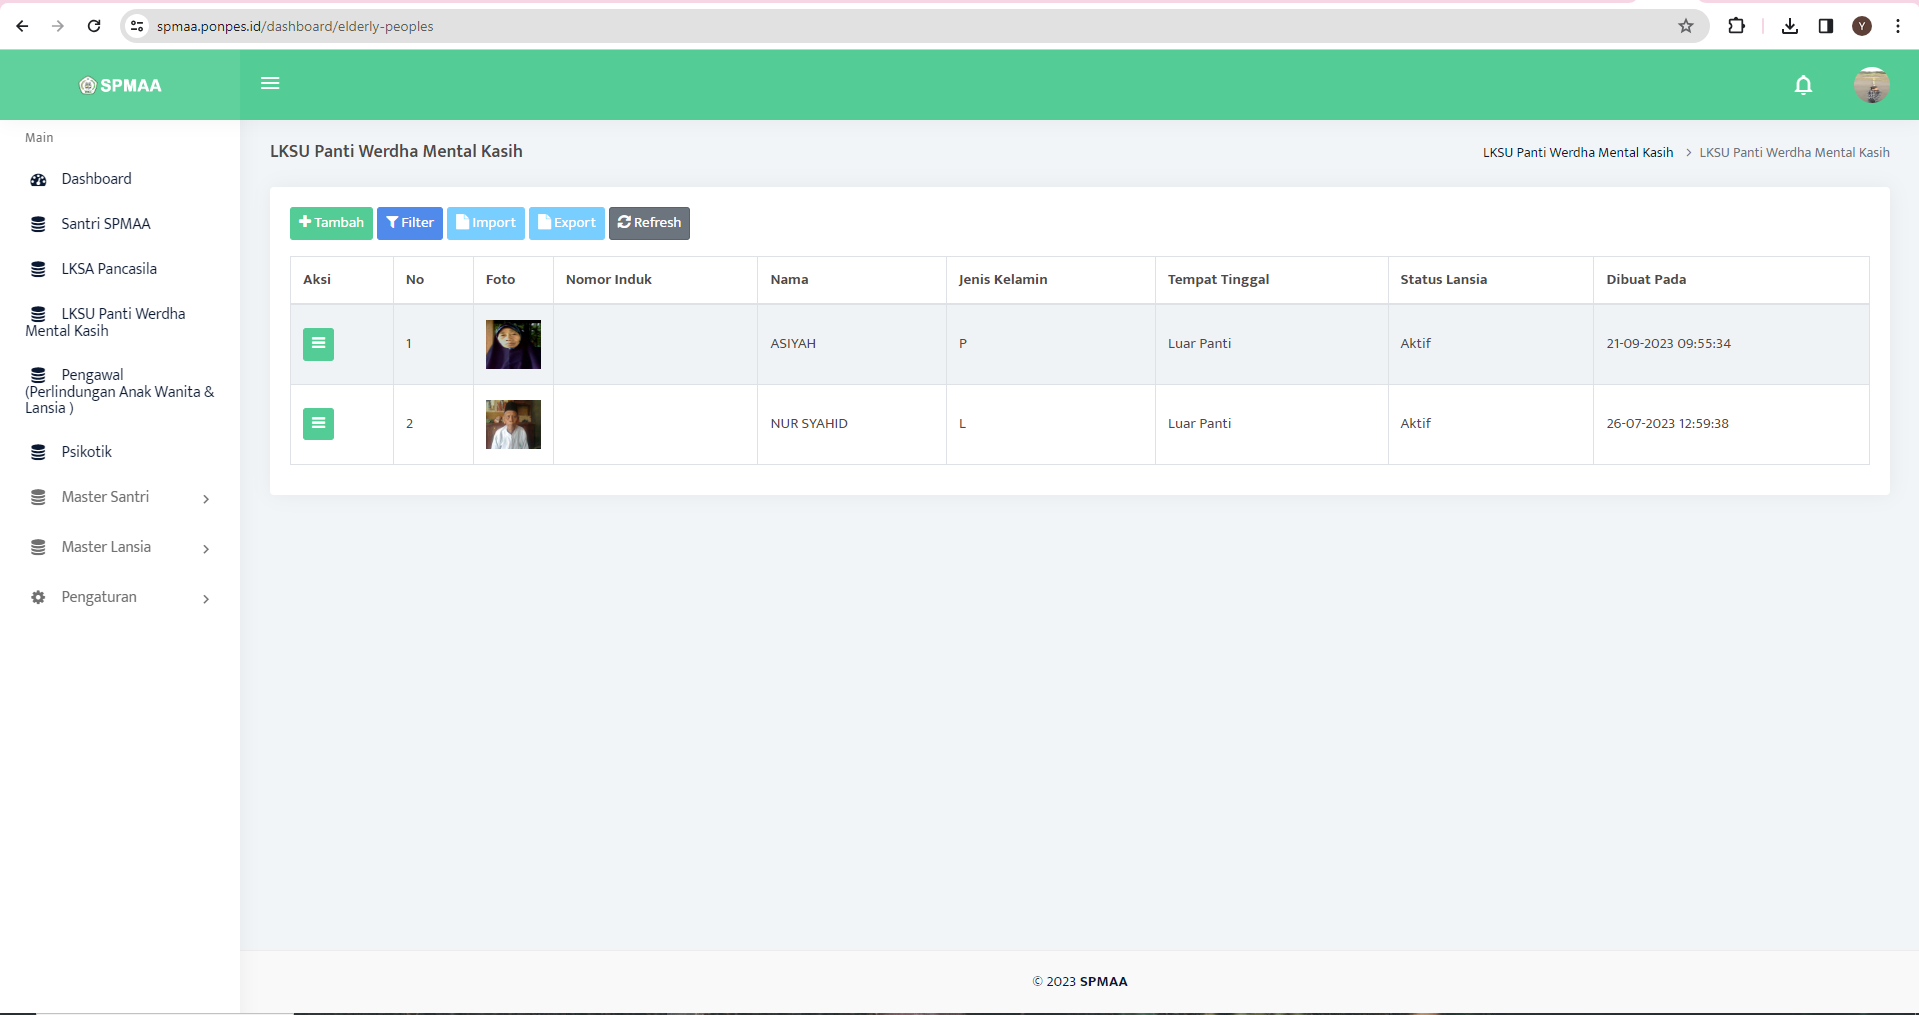 spmaa.ponpes.id/dashboard/elderly-peoples
Y
SPMAA
Main
Dashboard
Santri SPMAA
LKSA Pancasila
LKSU Panti Werdha
Mental Kasih
Pengawal
(Perlindungan Anak Wanita &
Lansia )
Psikotik
Master Santri
Master Lansia
Pengaturan
LKSU Panti Werdha Mental Kasih
LKSU Panti Werdha Mental Kasih > LKSU Panti Werdha Mental Kasih
Tambah Filter Import Export Refresh
Aksi No Foto Nomor Induk Nama Jenis Kelamin Tempat Tinggal Status Lansia Dibuat Pada
1 ASIYAH P Luar Panti Aktif 21-09-2023 09:55:34
2 NUR SYAHID L Luar Panti Aktif 26-07-2023 12:59:38
© 2023 SPMAA